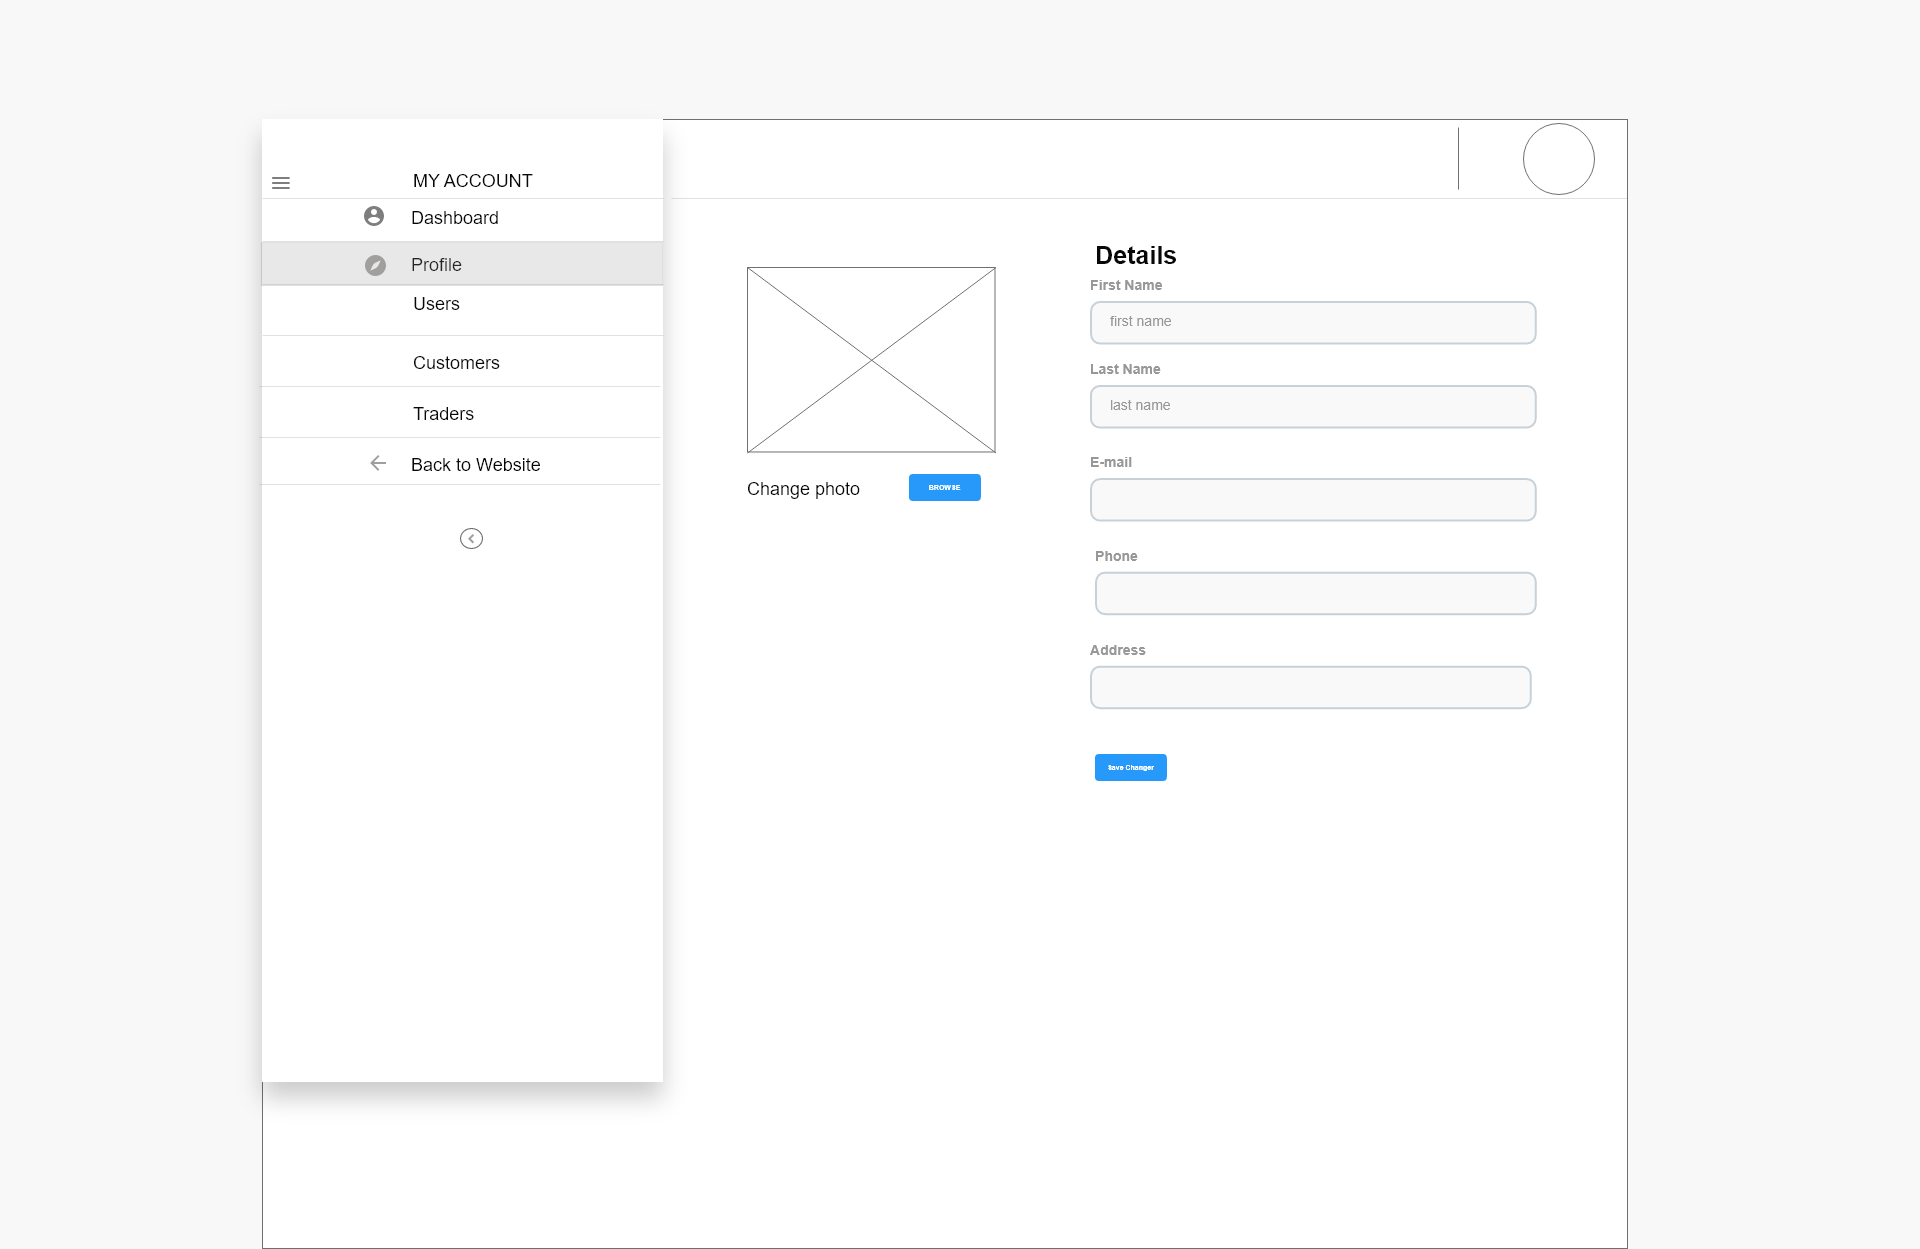 MY ACCOUNT
Dashboard
Profile
Users
Customers
Traders
Back to Website
Change photo
BROWSE
Details
First Name
first name
Last Name
last name
E-mail
Phone
Address
Save Changer